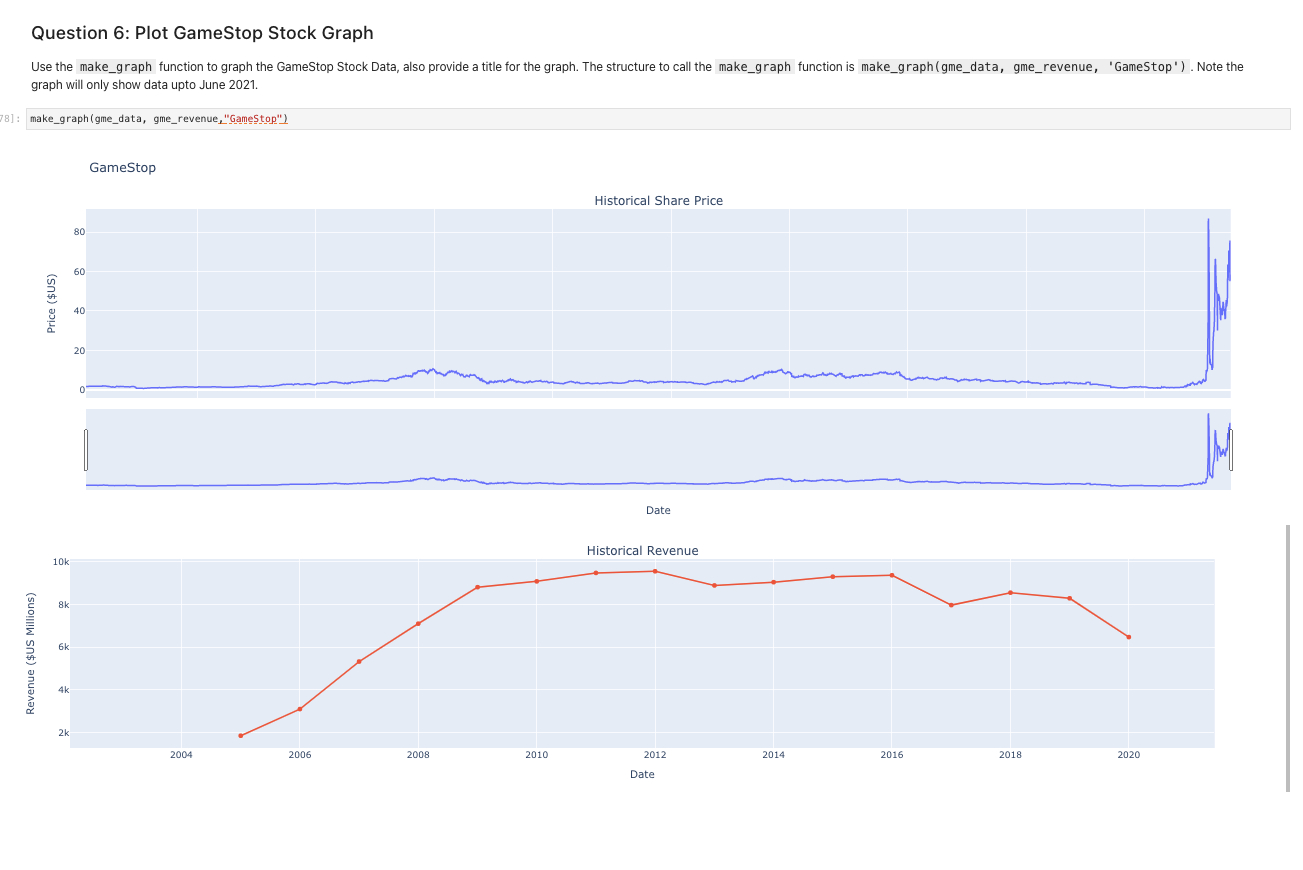 Question 6: Plot GameStop Stock Graph
Use the make_graph function to graph the GameStop Stock Data, also provide a title for the graph. The structure to call the make_graph function is make_graph(gme_data, gme_revenue, 'GameStop') . Note the
graph will only show data upto June 2021.
78]: make_graph(gme_data, gme_revenue,"GameStop")
GameStop
Historical Share Price
80
60
40
20
0
Price ($US)
Date
Historical Revenue
10k
8k
6k
4k
2k
Revenue ($US Millions)
2004 2006 2008 2010 2012 2014 2016 2018 2020
Date